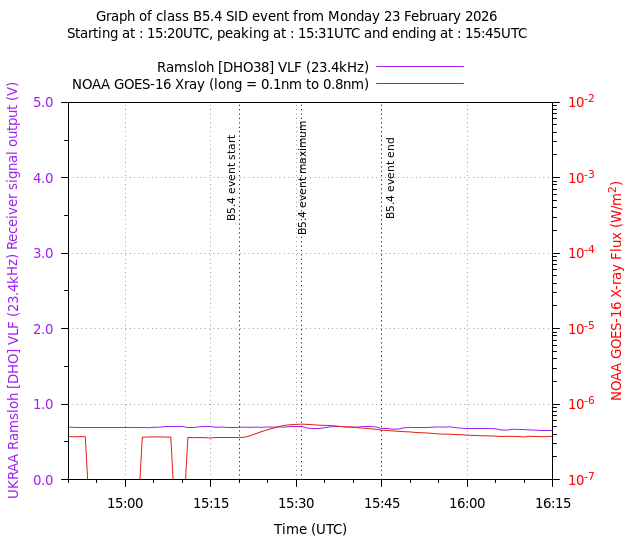 Graph of class B5.4 SID event from Monday 23 February 2026
Starting at : 15:20UTC, peaking at : 15:31UTC and ending at : 15:45UTC
Ramsloh [DHO38] VLF (23.4kHz)
NOAA GOES-16 Xray (long = 0.1nm to 0.8nm)
UKRAA Ramsloh [DHO] VLF (23.4kHz) Receiver signal output (V)
5.0
4.0
3.0
2.0
1.0
0.0
B5.4 event start
B5.4 event maximum
B5.4 event end
10-2
10-3
10-4
10-5
10-6
10-7
NOAA GOES-16 X-ray Flux (W/m2)
15:00
15:15
15:30
15:45
16:00
16:15
Time (UTC)